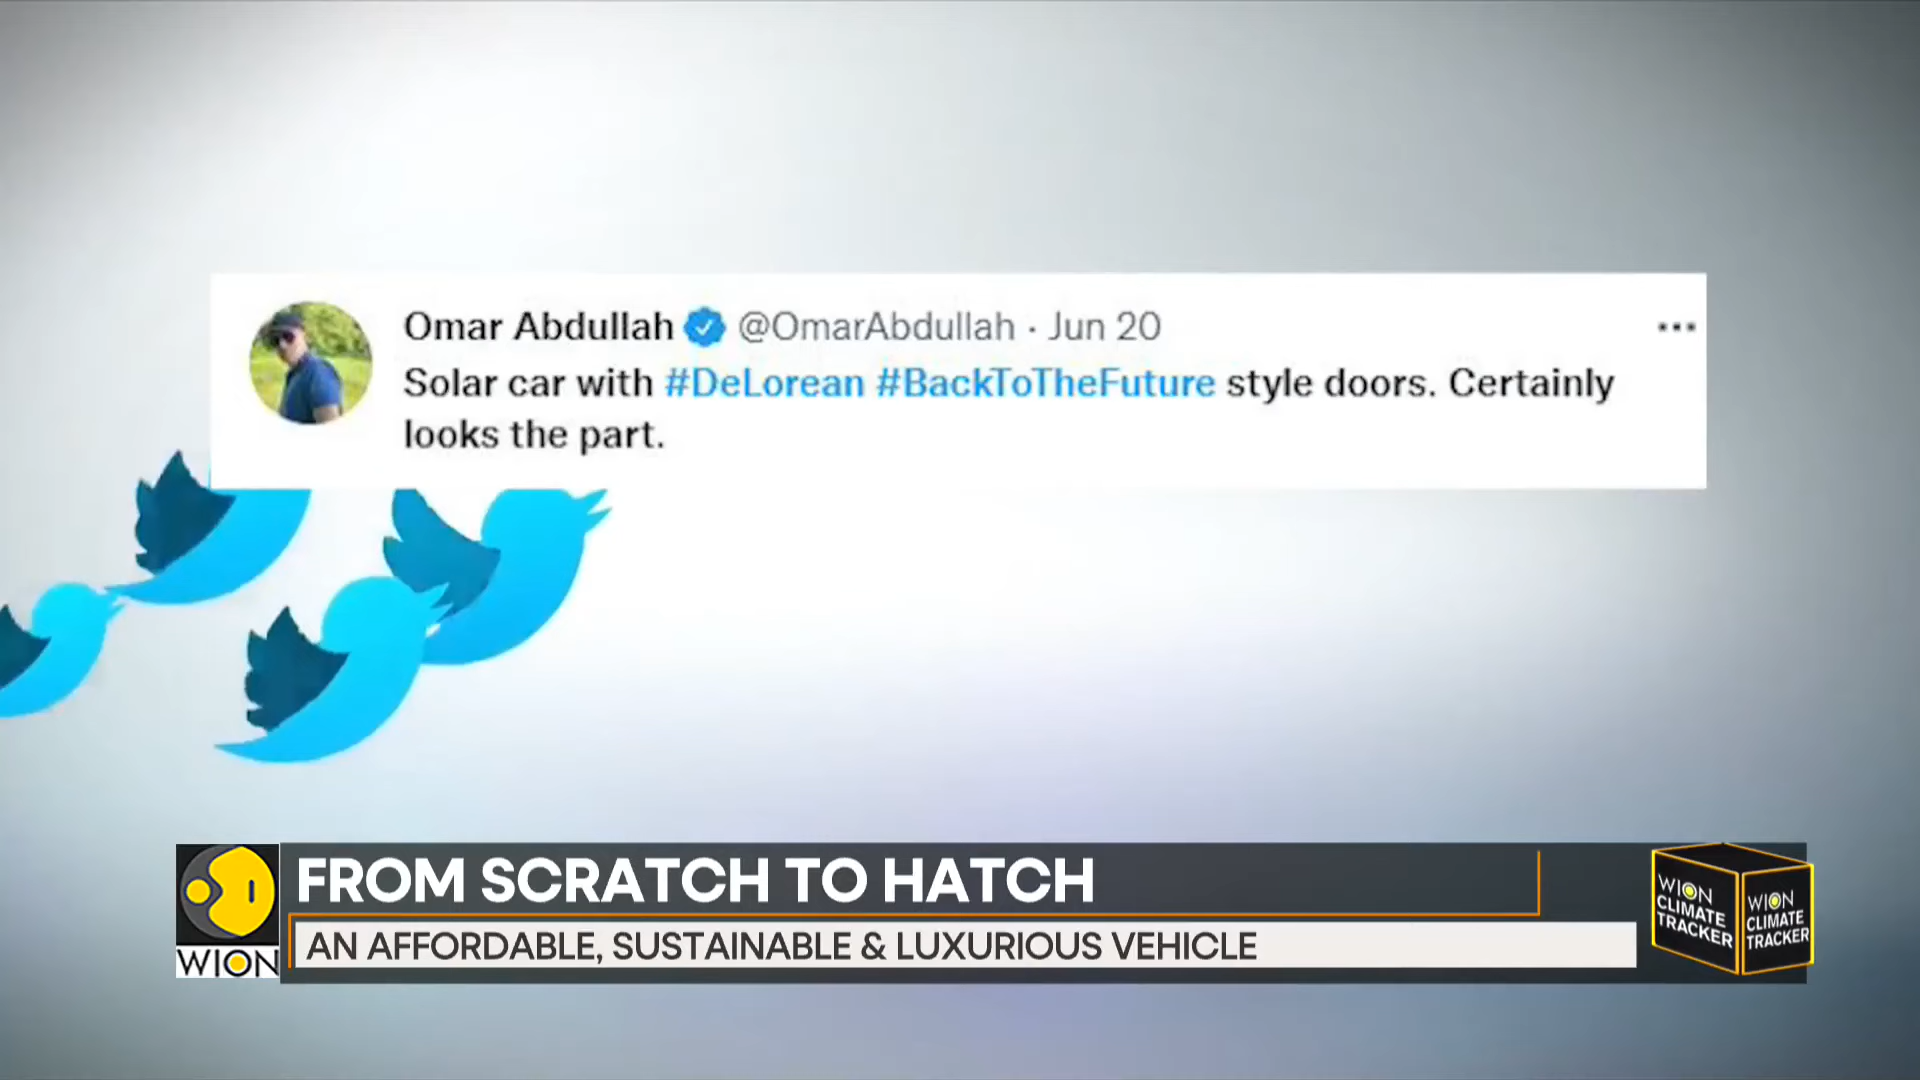 Omar Abdullah @OmarAbdullah · Jun 20
Solar car with #DeLorean #BackToTheFuture style doors. Certainly
looks the part.
FROM SCRATCH TO HATCH
AN AFFORDABLE, SUSTAINABLE & LUXURIOUS VEHICLE
WION
WION
CLIMATE
TRACKER
WION
CLIMATE
TRACKER